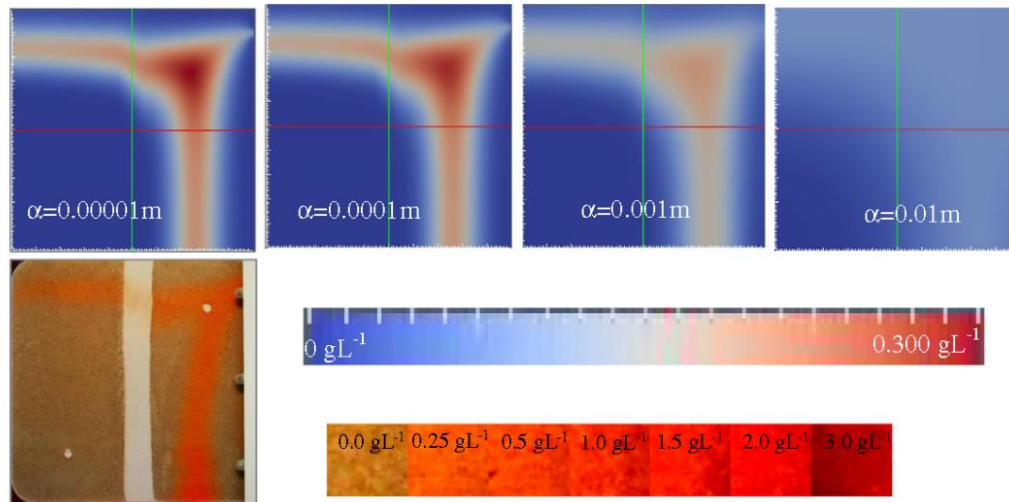 α=0.00001m
α=0.0001m
α=0.001m
α=0.01m
0 gL⁻¹
0.300 gL⁻¹
0.0 gL⁻¹ 0.25 gL⁻¹ 0.5 gL⁻¹ 1.0 gL⁻¹ 1.5 gL⁻¹ 2.0 gL⁻¹ 3.0 gL⁻¹